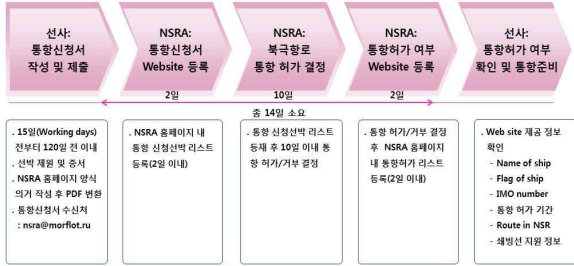 선사:
통항신청서
작성 및 제출
NSRA:
통항신청서
Website 등록
NSRA:
북극항로
통항 허가 결정
NSRA:
통항허가 여부
Website 등록
선사:
통항허가 여부
확인 및 통항준비
2일
10일
2일
총 14일 소요
. 15일(Working days)
전부터 120일 전 이내
. 선박 제원 및 증서
. NSRA 홈페이지 양식
의거 작성 후 PDF 변환
. 통항신청서 수신처
: nsra@morflot.ru
. NSRA 홈페이지 내
통항 신청선박 리스트
등록(2일 이내)
. 통항 신청선박 리스트
등재 후 10일 이내 통
항 허가/거부 결정
. 통항 허가/거부 결정
후 NSRA 홈페이지
내 통항허가 리스트
등록(2일 이내)
. Web site 제공 정보
확인
- Name of ship
- Flag of ship
- IMO number
- 통항 허가 기간
- Route in NSR
- 쇄빙선 지원 정보